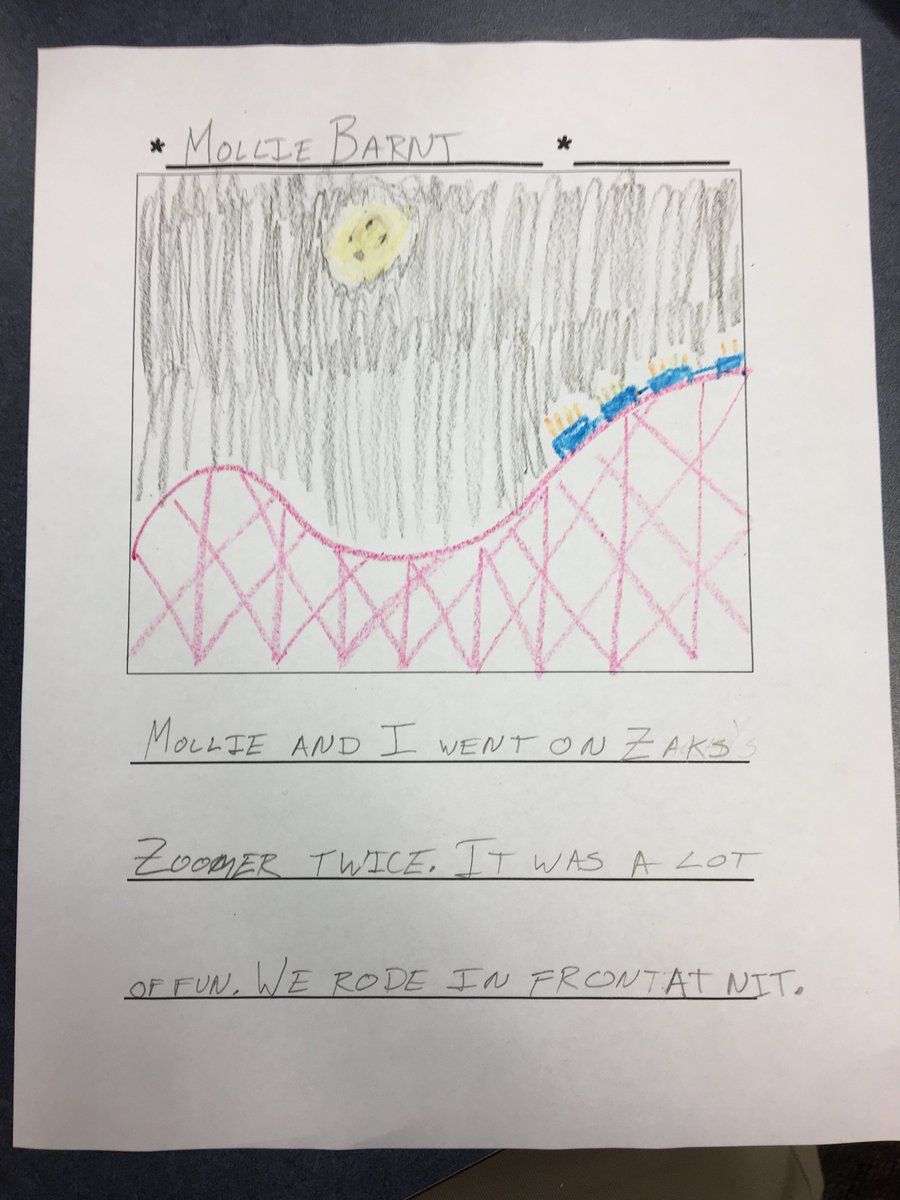 * MOLLIE BARNT *
MOLLIE AND I WENT ON ZAKS
ZOOMER TWICE. IT WAS A LOT
OF FUN. WE RODE IN FRONT AT NIT.